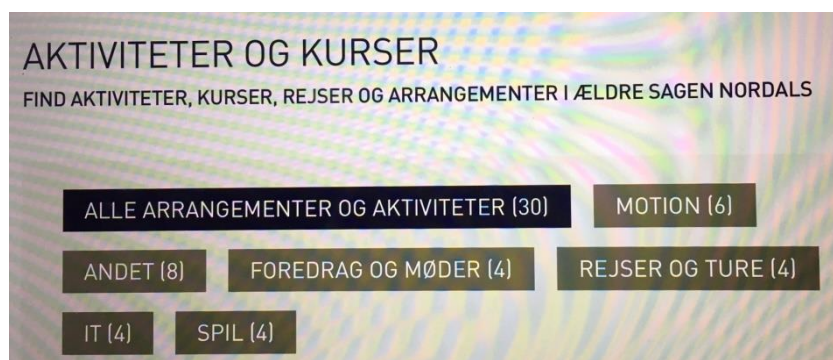 AKTIVITETER OG KURSER
FIND AKTIVITETER, KURSER, REJSER OG ARRANGEMENTER I ÆLDRE SAGEN NORDALS
ALLE ARRANGEMENTER OG AKTIVITETER (30) MOTION (6)
ANDET (8) FOREDRAG OG MØDER (4) REJSER OG TURE (4)
IT (4) SPIL (4)